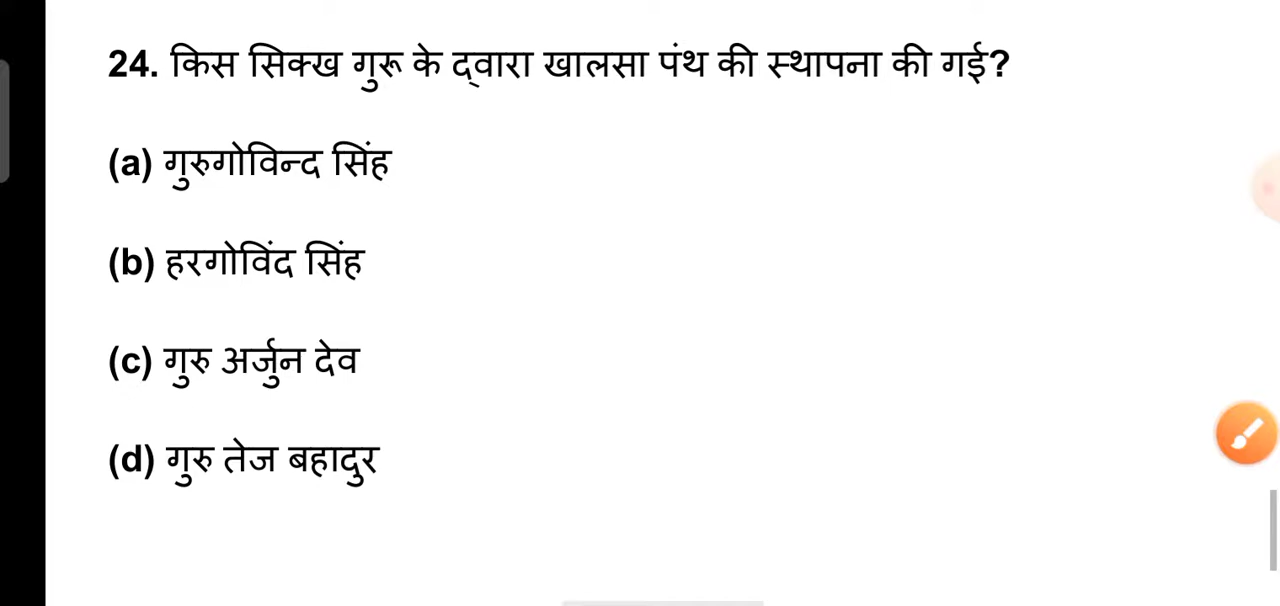 24. किस सिक्ख गुरू के द्‌वारा खालसा पंथ की स्थापना की गई?
(a) गुरुगोविन्द सिंह
(b) हरगोविंद सिंह
(c) गुरु अर्जुन देव
(d) गुरु तेज बहादुर